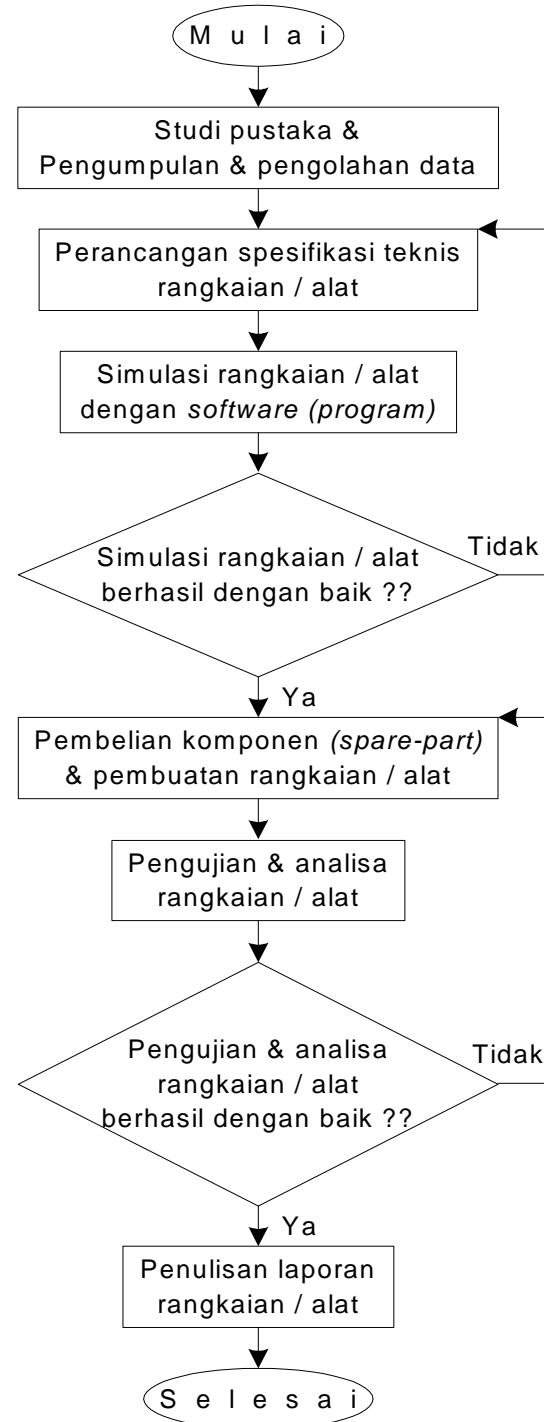 M u l a i
Studi pustaka &
Pengumpulan & pengolahan data
Perancangan spesifikasi teknis
rangkaian / alat
Simulasi rangkaian / alat
dengan software (program)
Simulasi rangkaian / alat
berhasil dengan baik ??
Tidak
Ya
Pembelian komponen (spare-part)
& pembuatan rangkaian / alat
Pengujian & analisa
rangkaian / alat
Pengujian & analisa
rangkaian / alat
berhasil dengan baik ??
Tidak
Ya
Penulisan laporan
rangkaian / alat
S e l e s a i